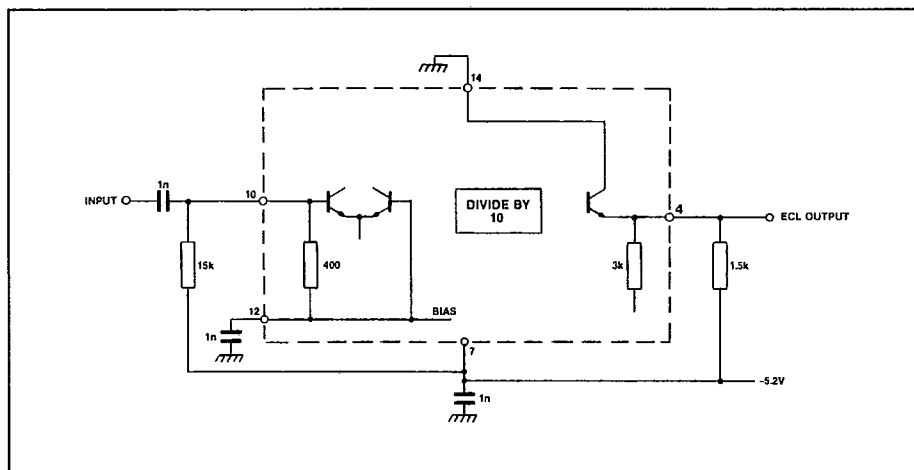 14
1n
10
4
INPUT
DIVIDE BY
10
ECL OUTPUT
15k
400
3k
1.5k
12
BIAS
1n
7
-5.2V
1n